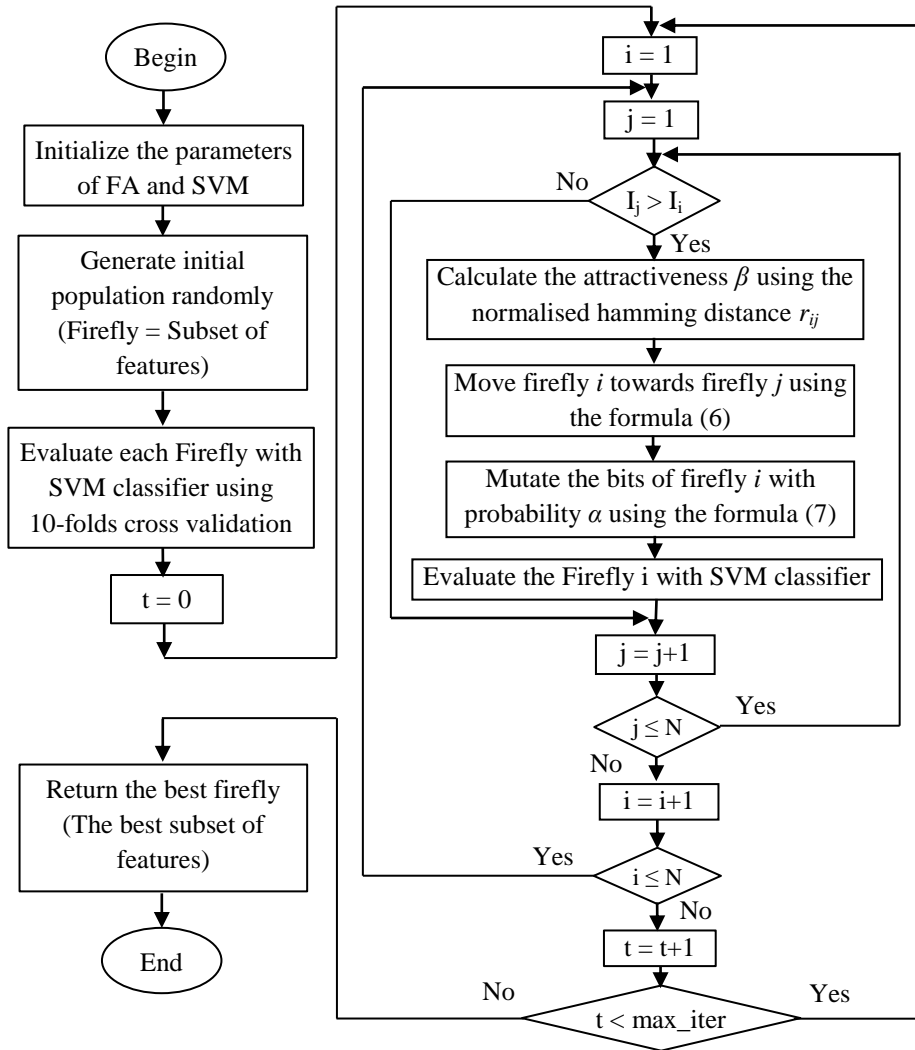 Begin
Initialize the parameters
of FA and SVM
Generate initial
population randomly
(Firefly = Subset of
features)
Evaluate each Firefly with
SVM classifier using
10-folds cross validation
t = 0
i = 1
j = 1
No
I_j > I_i
Yes
Calculate the attractiveness β using the
normalised hamming distance r_ij
Move firefly i towards firefly j using
the formula (6)
Mutate the bits of firefly i with
probability α using the formula (7)
Evaluate the Firefly i with SVM classifier
j = j+1
Yes
j ≤ N
No
i = i+1
Yes
i ≤ N
No
t = t+1
No
Yes
t < max_iter
Return the best firefly
(The best subset of
features)
End